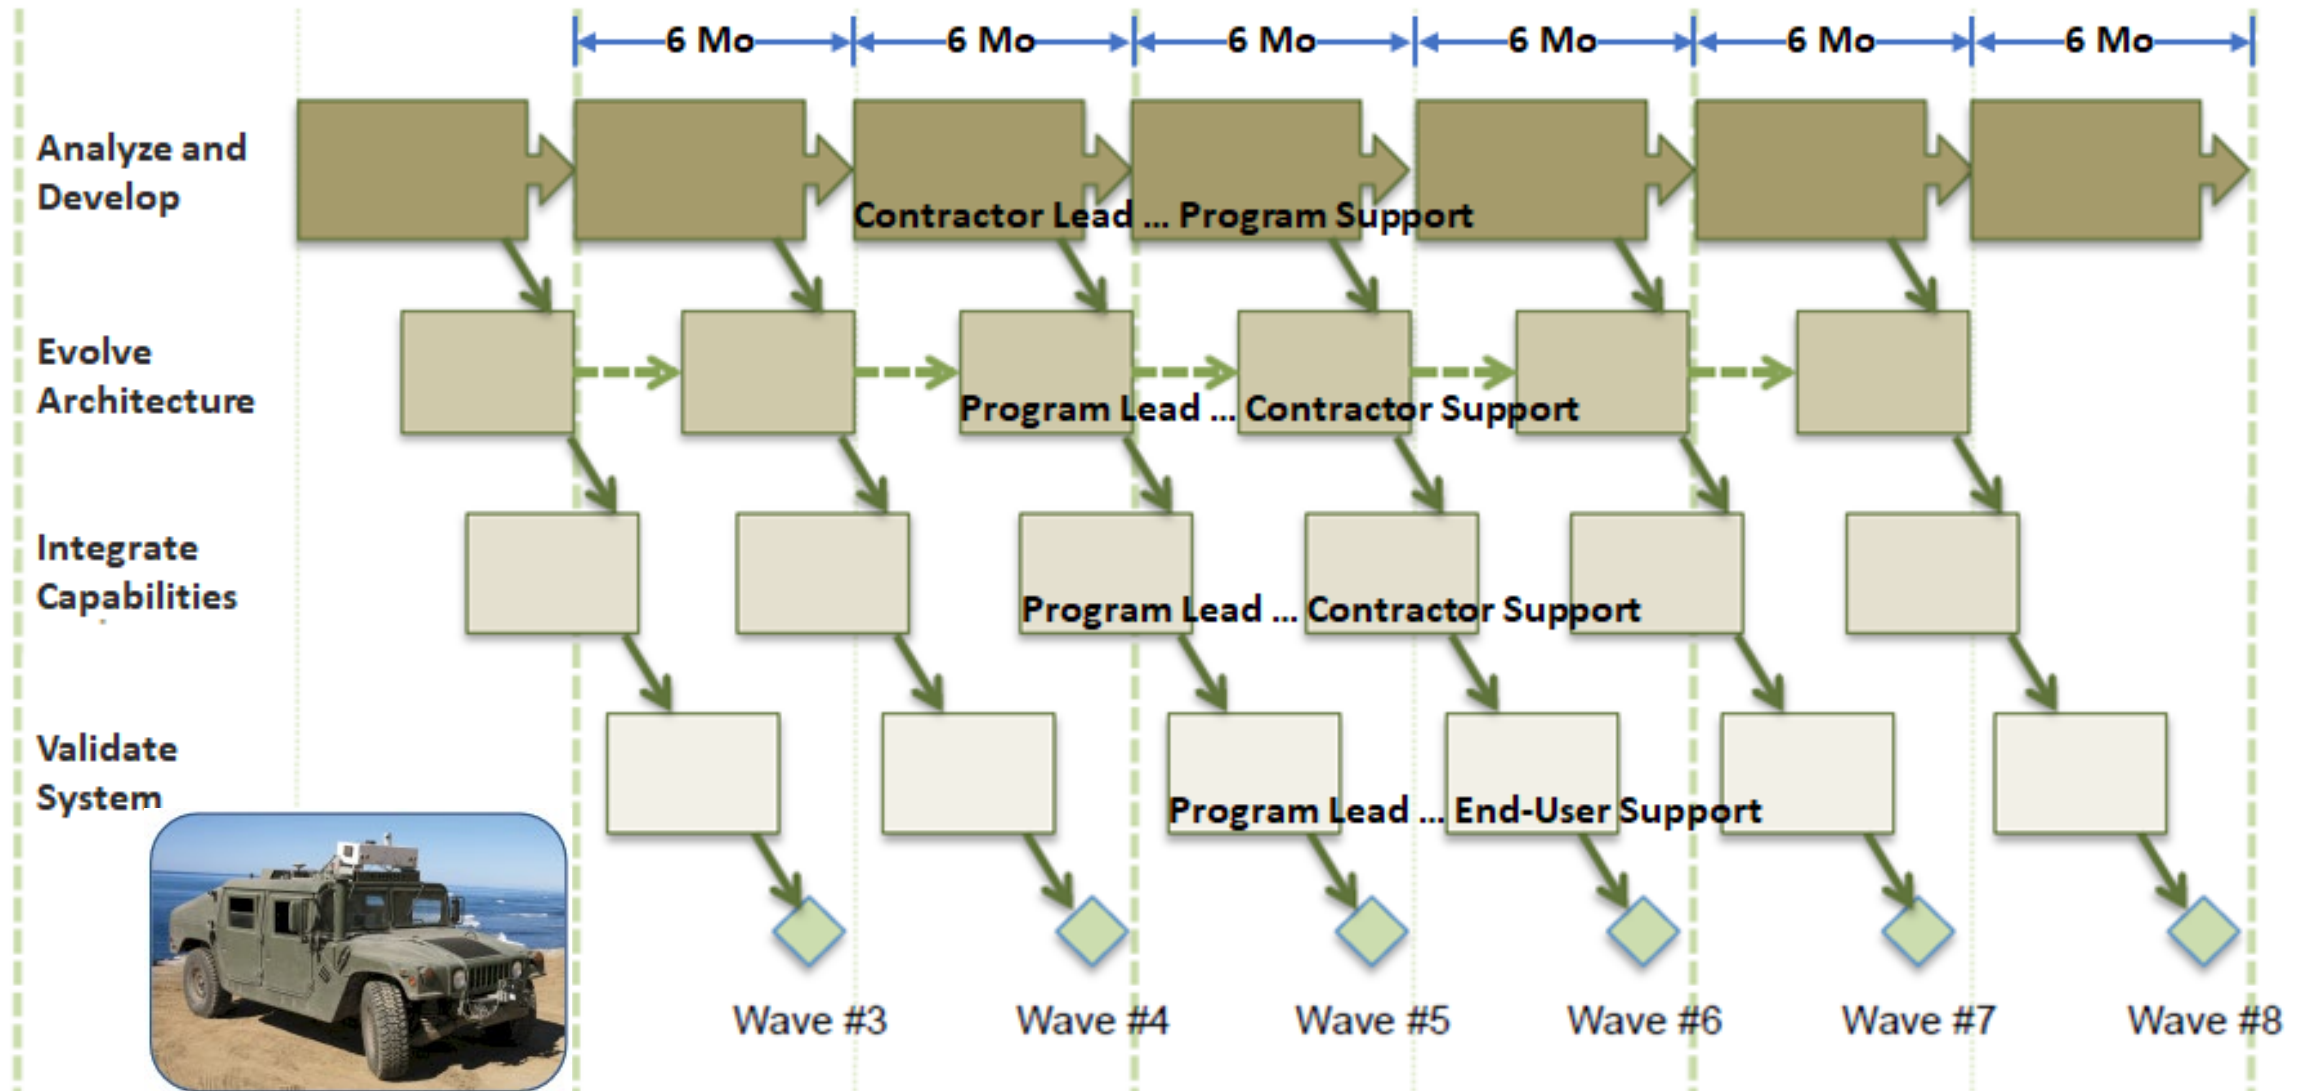 6 Mo 6 Mo 6 Mo 6 Mo 6 Mo 6 Mo
Analyze and
Develop
Contractor Lead ... Program Support
Evolve
Architecture
Program Lead ... Contractor Support
Integrate
Capabilities
Program Lead ... Contractor Support
Validate
System
Program Lead ... End-User Support
Wave #3 Wave #4 Wave #5 Wave #6 Wave #7 Wave #8